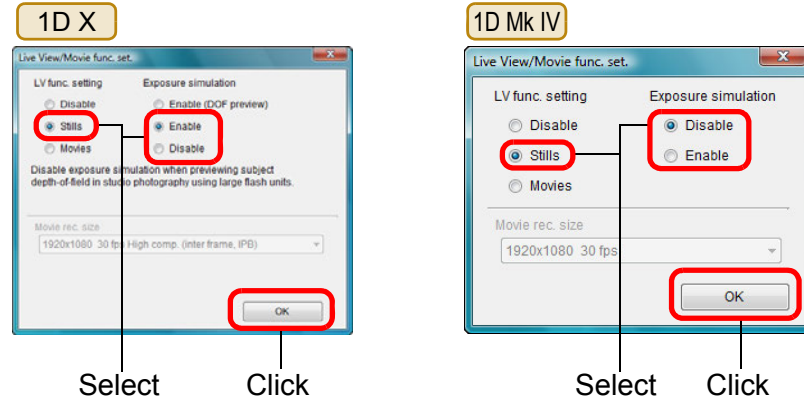 1D X
Live View/Movie func. set.
LV func. setting
Exposure simulation
Disable
Enable (DOF preview)
Stills
Enable
Movies
Disable
Disable exposure simulation when previewing subject
depth-of-field in studio photography using large flash units.
Movie rec. size
1920x1080 30 fps High comp. (inter frame, IPB)
OK
Select
Click
1D Mk IV
Live View/Movie func. set.
LV func. setting
Exposure simulation
Disable
Disable
Stills
Enable
Movies
Movie rec. size
1920x1080 30 fps
OK
Select
Click